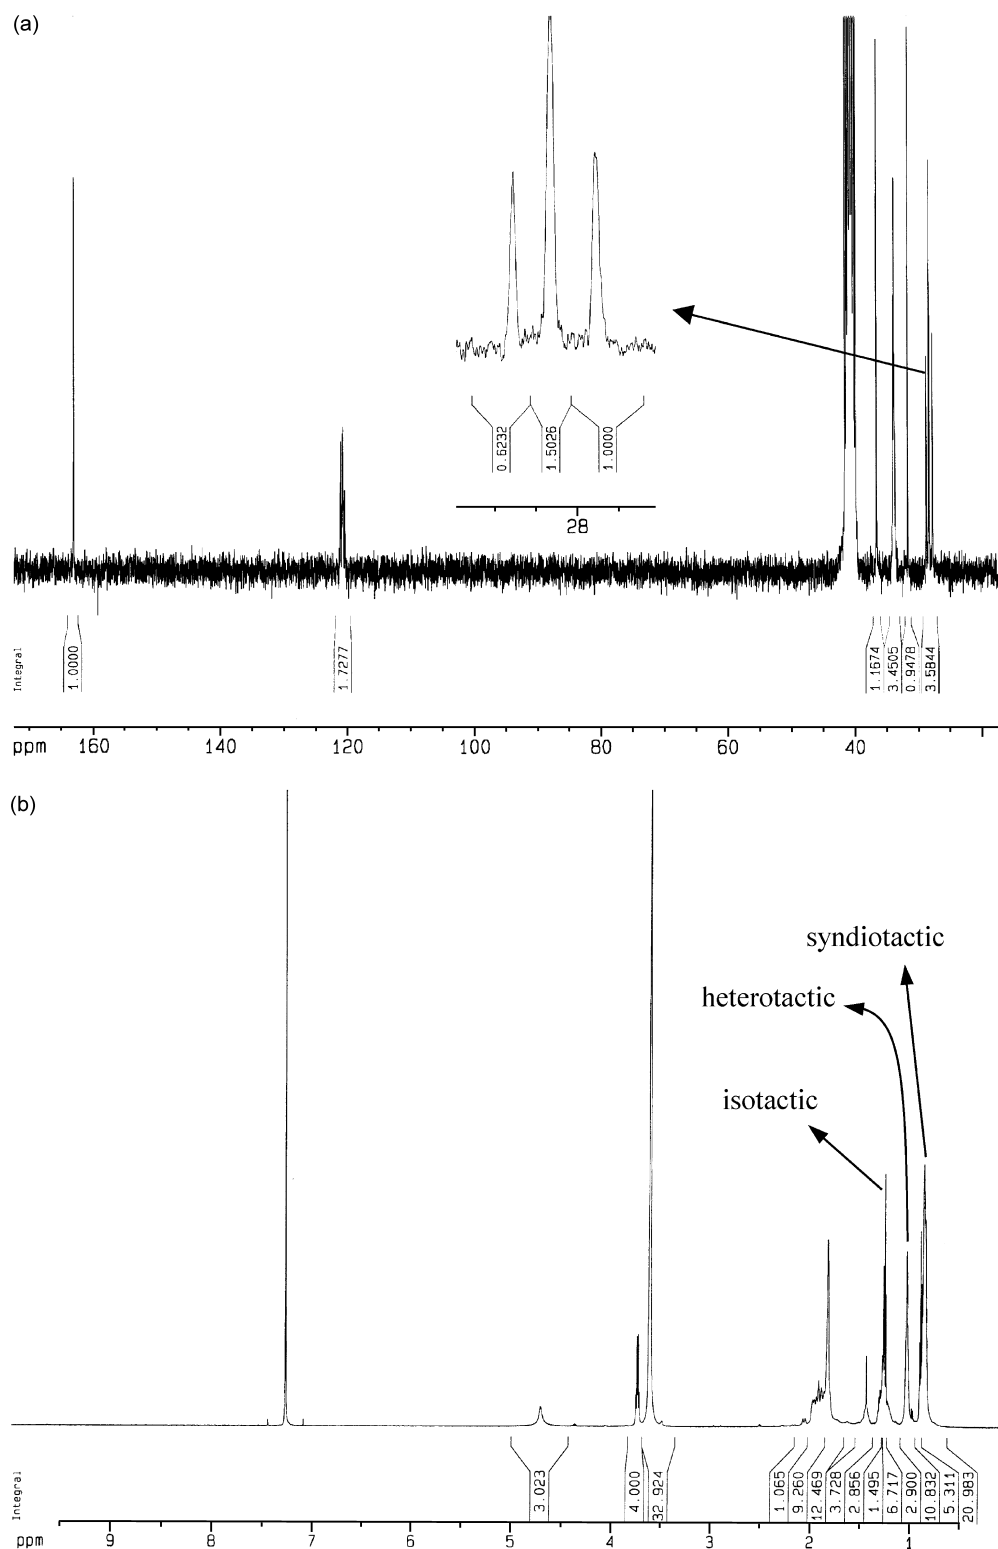 (a)
0.6232
1.5026
1.0000
28
Integral
1.0000
1.7277
1.1674
3.4505
0.9478
3.5844
ppm 160 140 120 100 80 60 40
(b)
syndiotactic
heterotactic
isotactic
Integral
3.023
4.000
32.924
1.065
9.260
12.469
3.728
2.856
1.495
6.717
2.900
10.832
5.311
20.983
ppm 9 8 7 6 5 4 3 2 1